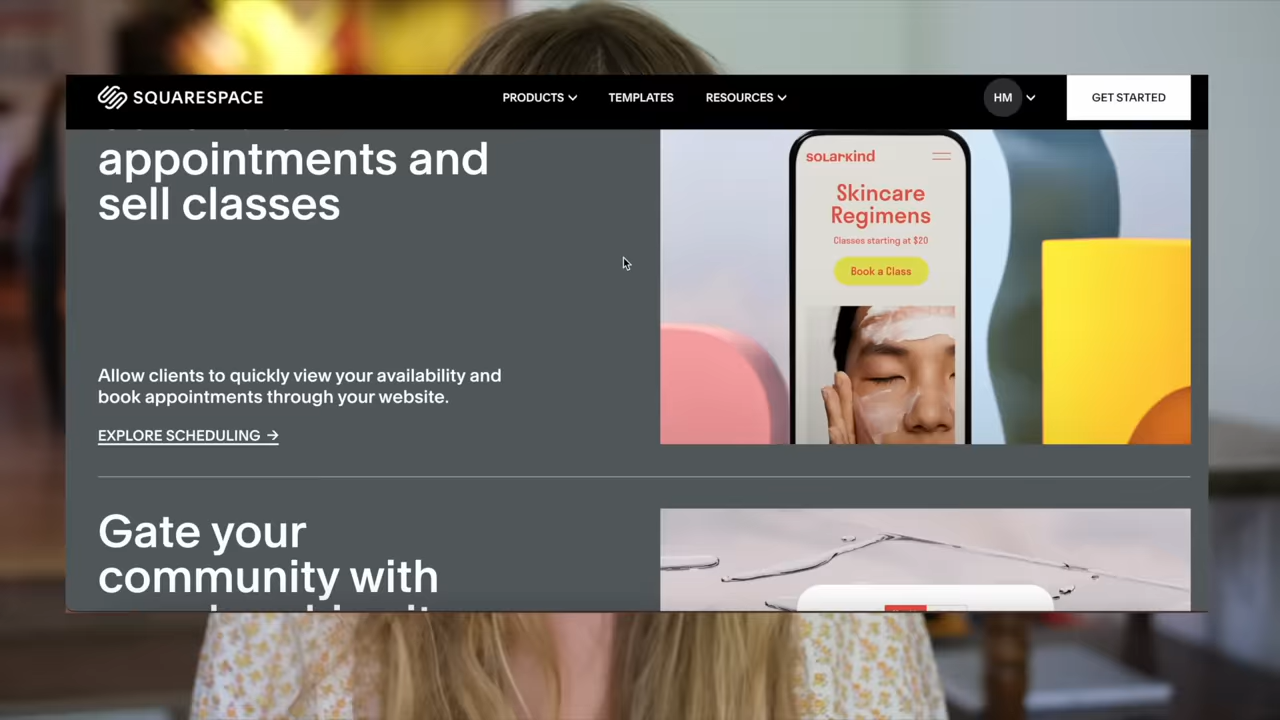 SQUARESPACE
PRODUCTS
TEMPLATES
RESOURCES
HM
GET STARTED
appointments and
sell classes
Allow clients to quickly view your availability and
book appointments through your website.
EXPLORE SCHEDULING →
solarkind
Skincare
Regimens
Classes starting at $20
Book a Class
Gate your
community with